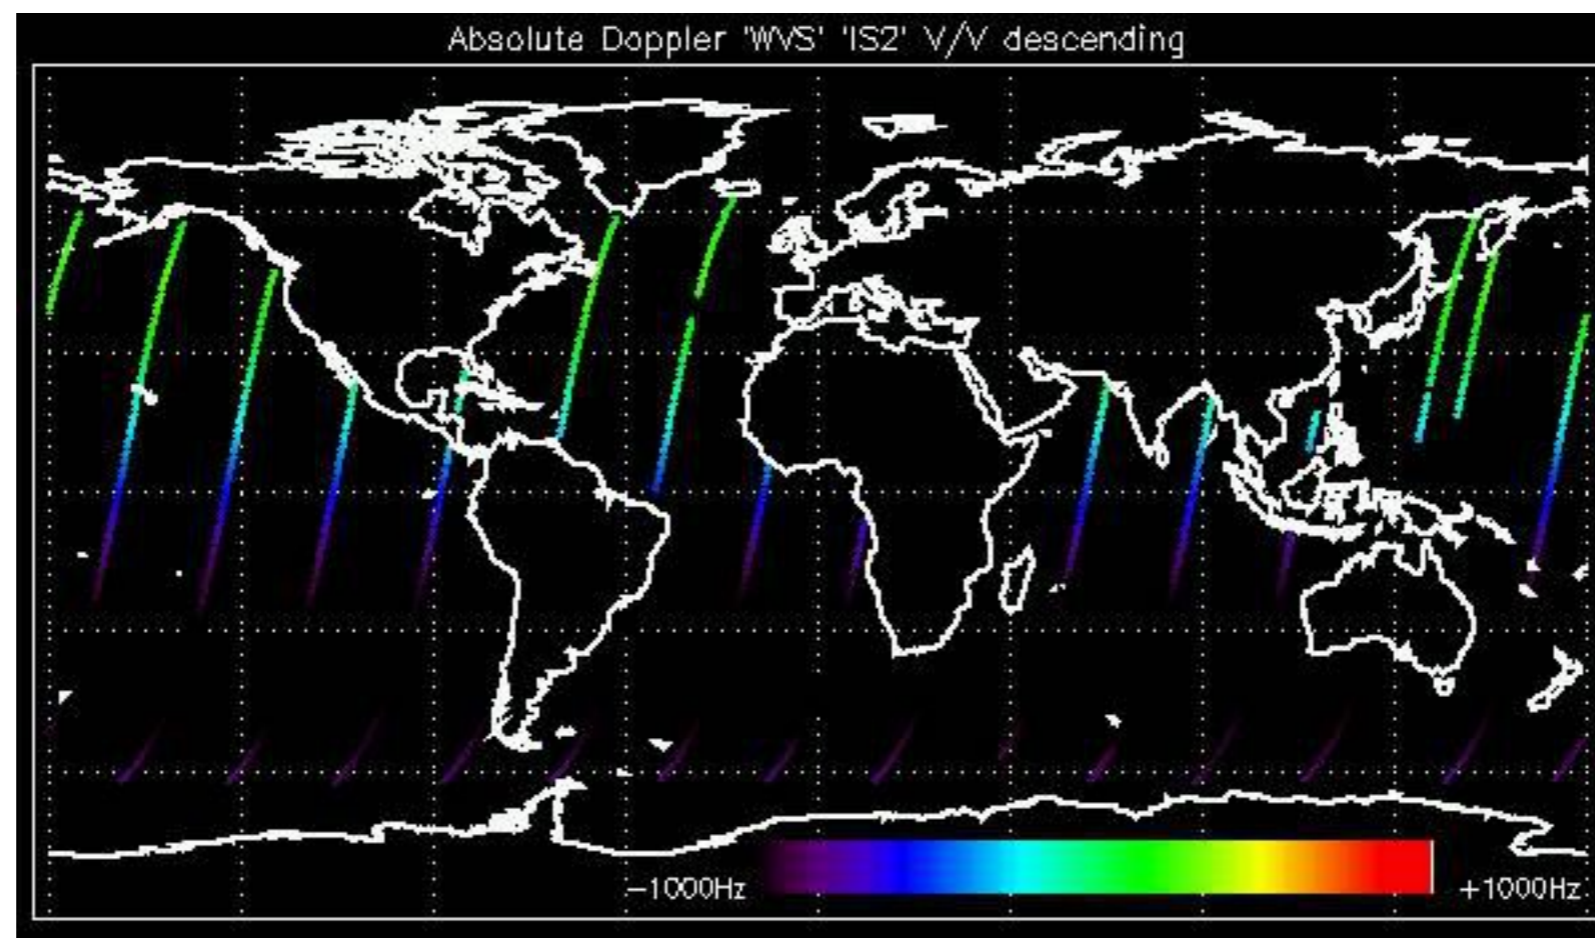 Absolute Doppler 'WVS' 'IS2' V/V descending
−1000Hz
+1000Hz